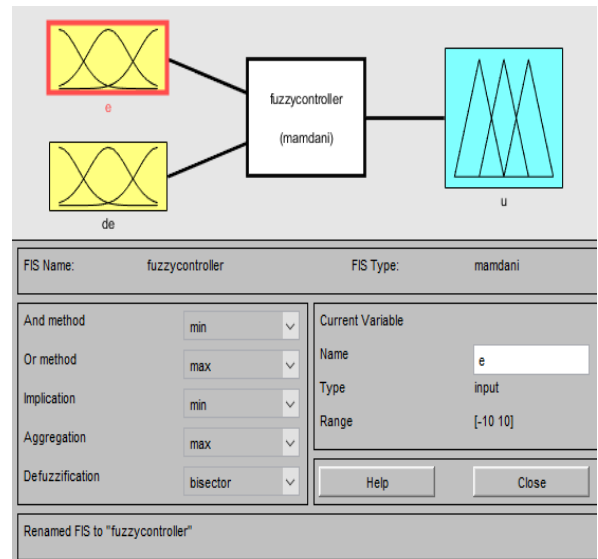 e
fuzzycontroller
(mamdani)
de
u
FIS Name: fuzzycontroller FIS Type: mamdani
And method min
Or method max
Implication min
Aggregation max
Defuzzification bisector
Current Variable
Name e
Type input
Range [-10 10]
Help Close
Renamed FIS to "fuzzycontroller"